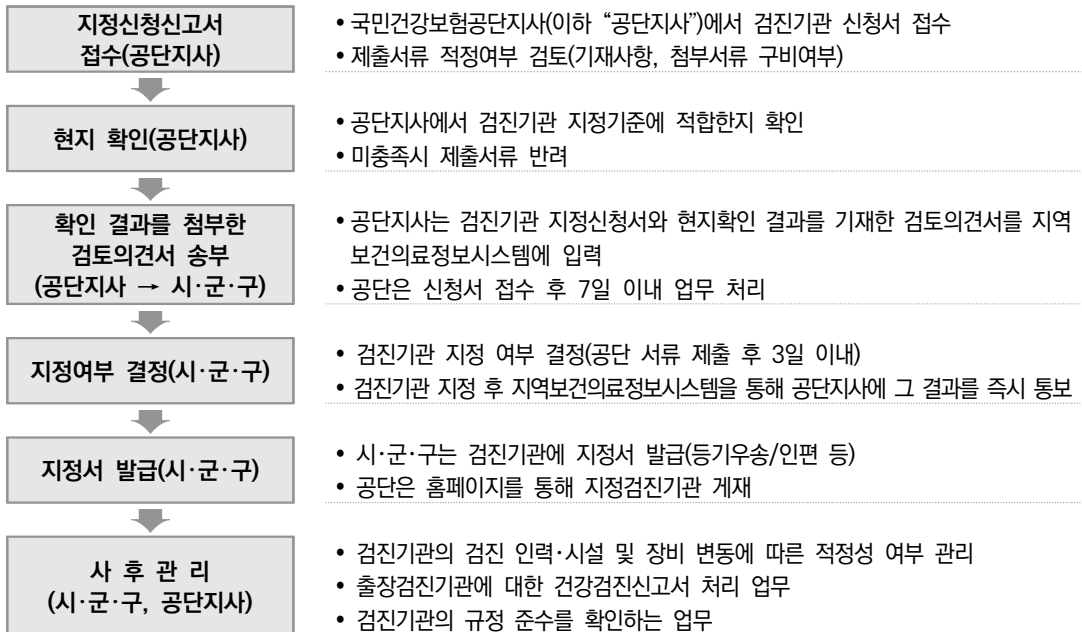 지정신청신고서
접수(공단지사)
• 국민건강보험공단지사(이하 “공단지사”)에서 검진기관 신청서 접수
• 제출서류 적정여부 검토(기재사항, 첨부서류 구비여부)
현지 확인(공단지사)
• 공단지사에서 검진기관 지정기준에 적합한지 확인
• 미충족시 제출서류 반려
확인 결과를 첨부한
검토의견서 송부
(공단지사 → 시·군·구)
• 공단지사는 검진기관 지정신청서와 현지확인 결과를 기재한 검토의견서를 지역
보건의료정보시스템에 입력
• 공단은 신청서 접수 후 7일 이내 업무 처리
지정여부 결정(시·군·구)
• 검진기관 지정 여부 결정(공단 서류 제출 후 3일 이내)
• 검진기관 지정 후 지역보건의료정보시스템을 통해 공단지사에 그 결과를 즉시 통보
지정서 발급(시·군·구)
• 시·군·구는 검진기관에 지정서 발급(등기우송/인편 등)
• 공단은 홈페이지를 통해 지정검진기관 게재
사 후 관 리
(시·군·구, 공단지사)
• 검진기관의 검진 인력·시설 및 장비 변동에 따른 적정성 여부 관리
• 출장검진기관에 대한 건강검진신고서 처리 업무
• 검진기관의 규정 준수를 확인하는 업무